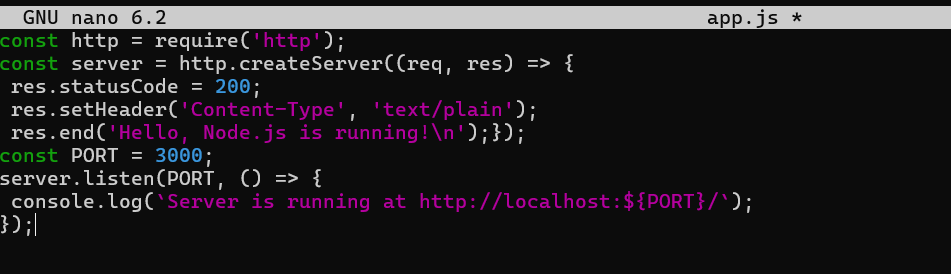 GNU nano 6.2 app.js *
const http = require('http');
const server = http.createServer((req, res) => {
 res.statusCode = 200;
 res.setHeader('Content-Type', 'text/plain');
 res.end('Hello, Node.js is running!\n');});
const PORT = 3000;
server.listen(PORT, () => {
 console.log(`Server is running at http://localhost:${PORT}/`);
});